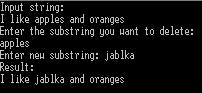 Input string:
I like apples and oranges
Enter the substring you want to delete:
apples
Enter new substring: jablka
Result:
I like jablka and oranges